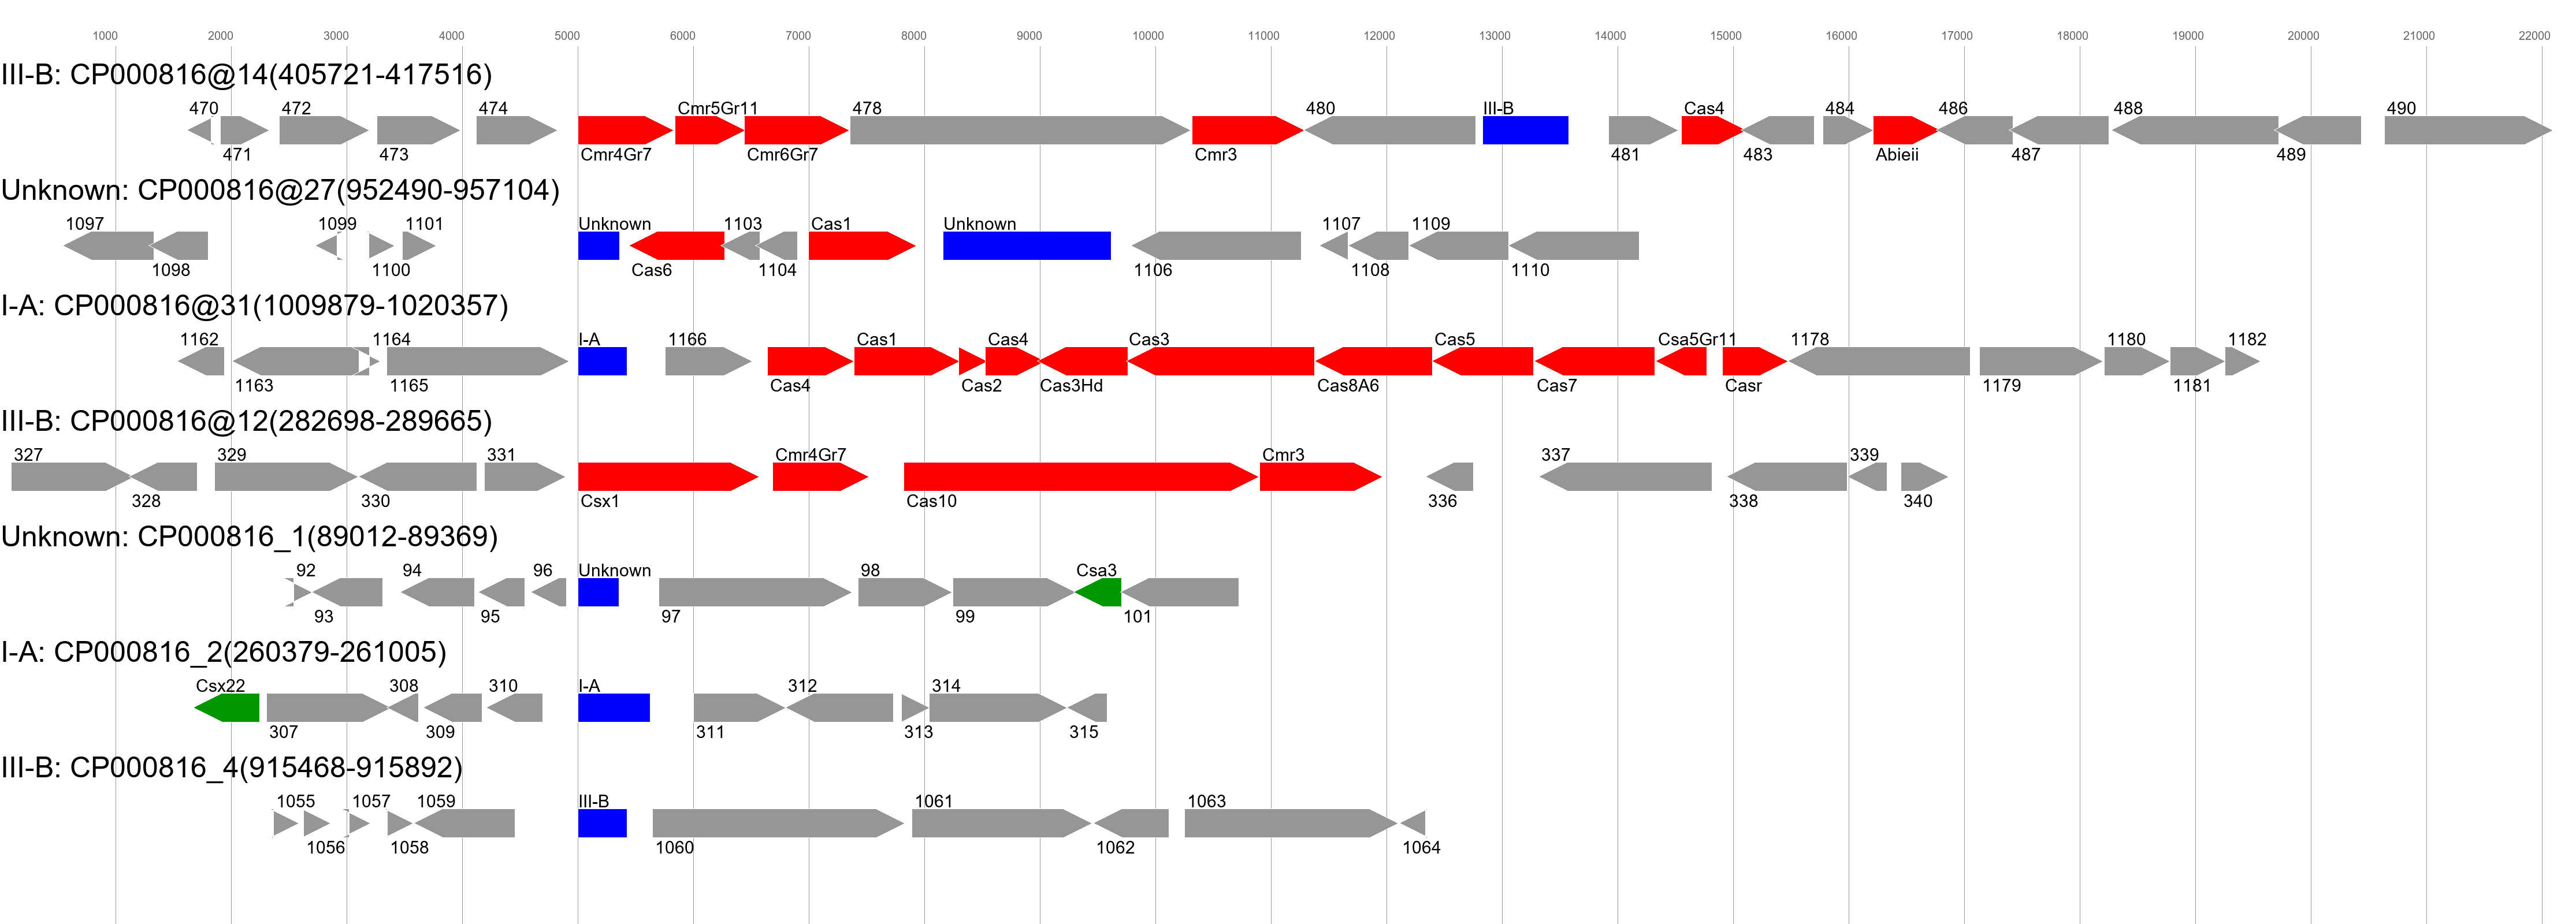 1000 2000 3000 4000 5000 6000 7000 8000 9000 10000 11000 12000 13000 14000 15000 16000 17000 18000 19000 20000 21000 22000
III-B: CP000816@14(405721-417516)
470 472 474 Cmr5Gr11 478 480 III-B Cas4 484 486 488 490
471 473 Cmr4Gr7 Cmr6Gr7 Cmr3 481 483 Abieii 487 489
Unknown: CP000816@27(952490-957104)
1097 1099 1101 Unknown 1103 Cas1 Unknown 1107 1109
1098 1100 Cas6 1104 1106 1108 1110
I-A: CP000816@31(1009879-1020357)
1162 1164 I-A 1166 Cas1 Cas4 Cas3 Cas5 Csa5Gr11 1178 1180 1182
1163 1165 Cas4 Cas2 Cas3Hd Cas8A6 Cas7 Casr 1179 1181
III-B: CP000816@12(282698-289665)
327 329 331 Cmr4Gr7 Cmr3 337 339
328 330 Csx1 Cas10 336 338 340
Unknown: CP000816_1(89012-89369)
92 94 96 Unknown 98 Csa3
93 95 97 99 101
I-A: CP000816_2(260379-261005)
Csx22 308 310 I-A 312 314
307 309 311 313 315
III-B: CP000816_4(915468-915892)
1055 1057 1059 III-B 1061 1063
1056 1058 1060 1062 1064